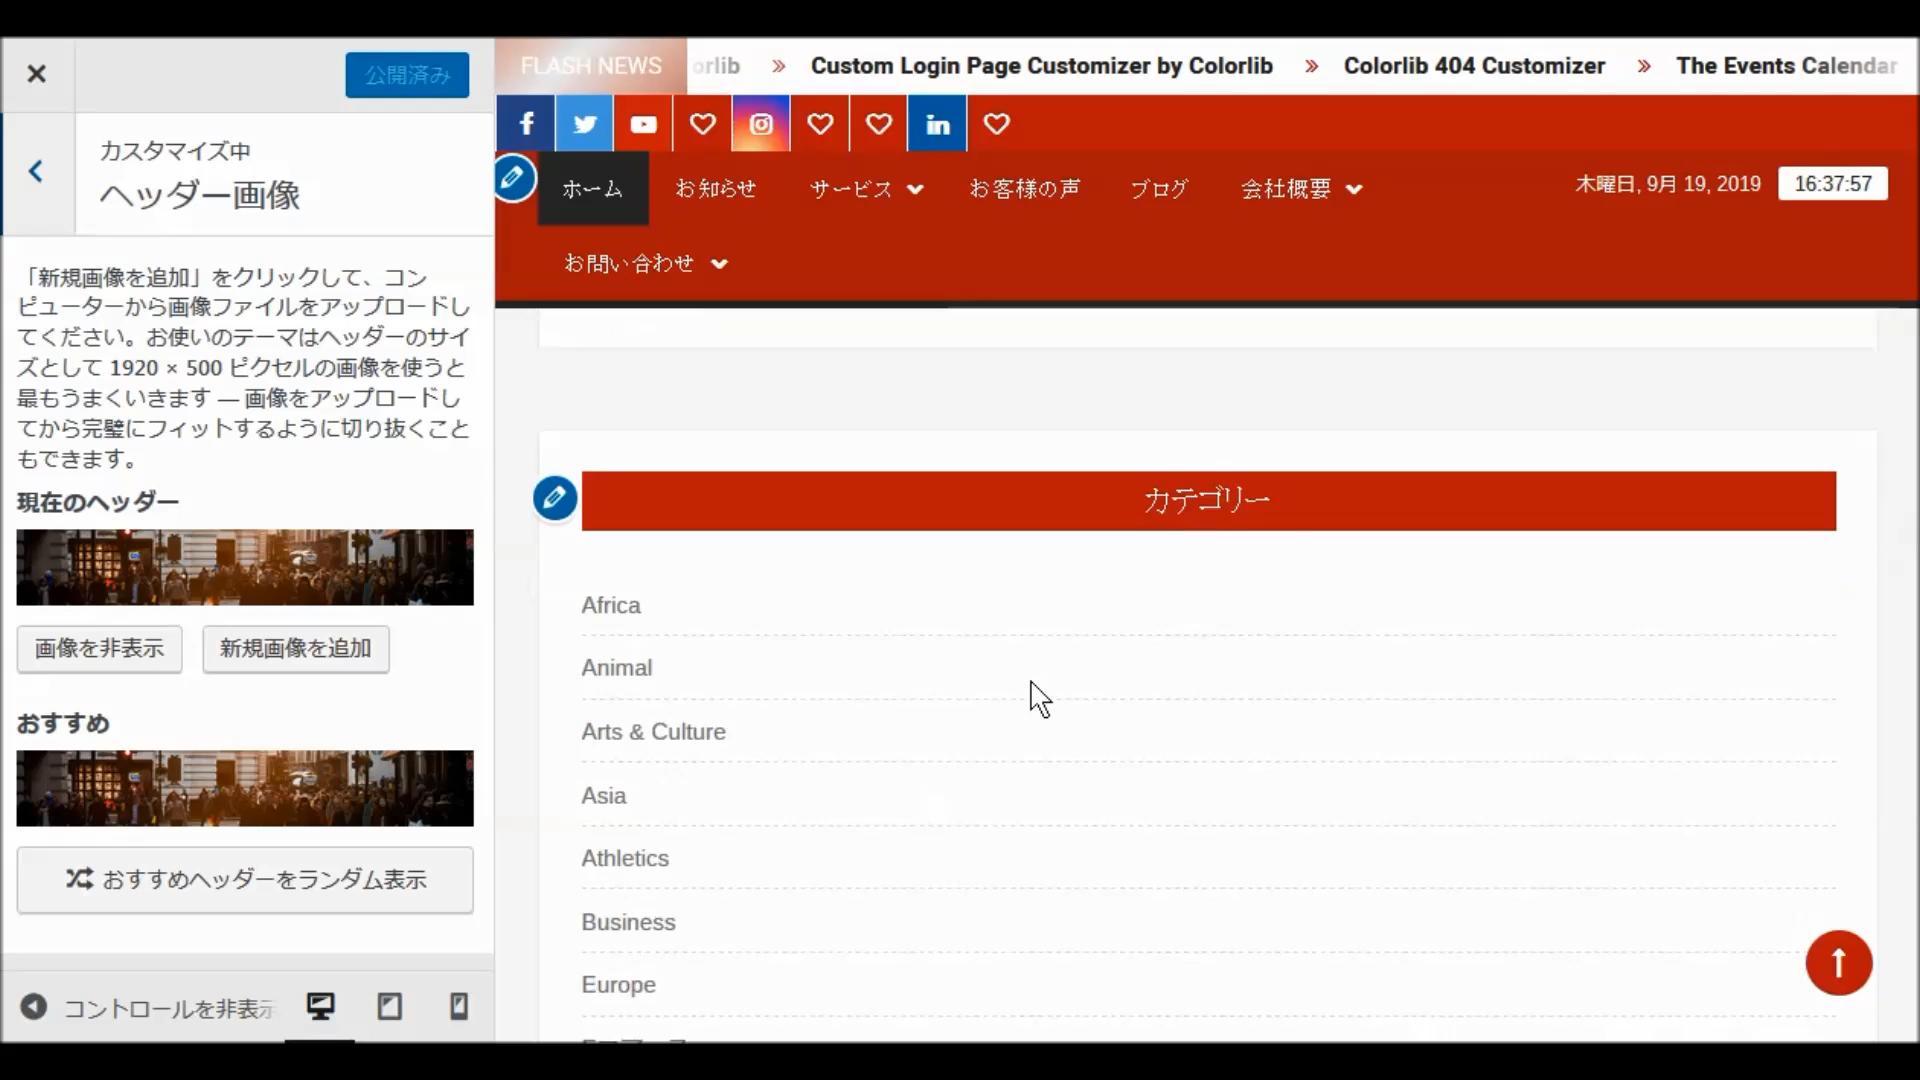 公開済み
カスタマイズ中
ヘッダー画像
「新規画像を追加」をクリックして、コン
ピューターから画像ファイルをアップロードし
てください。お使いのテーマはヘッダーのサイ
ズとして 1920 × 500 ピクセルの画像を使うと
最もうまくいきます — 画像をアップロードし
てから完璧にフィットするように切り抜くこと
もできます。
現在のヘッダー
画像を非表示 新規画像を追加
おすすめ
おすすめヘッダーをランダム表示
コントロールを非表示
FLASH NEWS orlib » Custom Login Page Customizer by Colorlib » Colorlib 404 Customizer » The Events Calendar
ホーム お知らせ サービス お客様の声 ブログ 会社概要 木曜日, 9月 19, 2019 16:37:57
お問い合わせ
カテゴリー
Africa
Animal
Arts & Culture
Asia
Athletics
Business
Europe